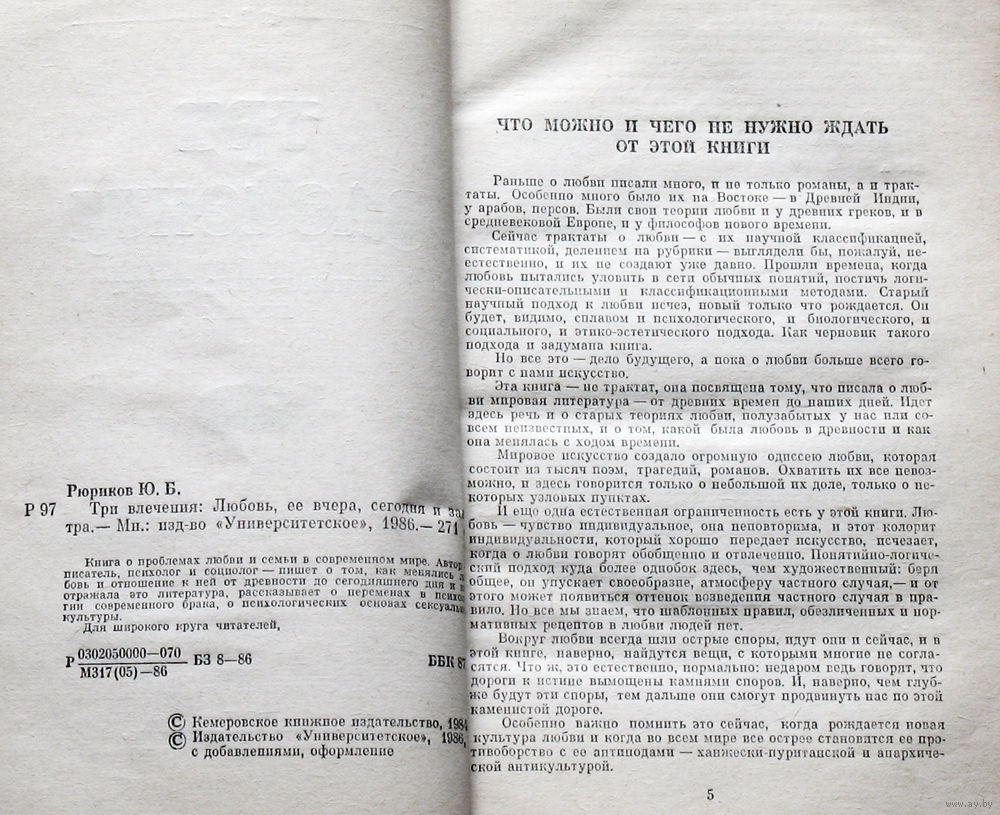 Рюриков Ю. Б.
Р 97 Три влечения: Любовь, ее вчера, сегодня и за
тра.— Мн.: изд-во «Университетское», 1986.— 271
Книга о проблемах любви и семьи в современном мире. Автор
писатель, психолог и социолог — пишет о том, как менялись л
бовь и отношение к ней от древности до сегодняшнего дня и к
отражала это литература, рассказывает о переменах в психо
гии современного брака, о психологических основах сексуаль
культуры.
Для широкого круга читателей,
Р 0302050000—070 БЗ 8—86 ББК 87
М317(05)—86
© Кемеровское книжное издательство, 1984
© Издательство «Университетское», 1986,
с добавлениями, оформление
ЧТО МОЖНО И ЧЕГО НЕ НУЖНО ЖДАТЬ
ОТ ЭТОЙ КНИГИ
Раньше о любви писали много, и не только романы, а и трак-
таты. Особенно много было их на Востоке — в Древней Индии,
у арабов, персов. Были свои теории любви и у древних греков, и в
средневековой Европе, и у философов нового времени.
Сейчас трактаты о любви — с их научной классификацией,
систематикой, делением на рубрики — выглядели бы, пожалуй, не-
естественно, и их не создают уже давно. Прошли времена, когда
любовь пытались уловить в сети обычных понятий, постичь логи-
чески-описательными и классификационными методами. Старый
научный подход к любви исчез, новый только что рождается. Он
будет, видимо, сплавом и психологического, и биологического, и
социального, и этико-эстетического подхода. Как черновик такого
подхода и задумана книга.
Но все это — дело будущего, а пока о любви больше всего го-
ворит с нами искусство.
Эта книга — не трактат, она посвящена тому, что писала о люб-
ви мировая литература — от древних времен до наших дней. Идет
здесь речь и о старых теориях любви, полузабытых у нас или со-
всем неизвестных, и о том, какой была любовь в древности и как
она менялась с ходом времени.
Мировое искусство создало огромную одиссею любви, которая
состоит из тысяч поэм, трагедий, романов. Охватить их все невоз-
можно, и здесь говорится только о небольшой их доле, только о не-
которых узловых пунктах.
И еще одна естественная ограниченность есть у этой книги. Лю-
бовь — чувство индивидуальное, она неповторима, и этот колорит
индивидуальности, который хорошо передает искусство, исчезает,
когда о любви говорят обобщенно и отвлеченно. Понятийно-логиче-
ский подход куда более однобок здесь, чем художественный: беря
общее, он упускает своеобразие, атмосферу частного случая,— и от
этого может появиться оттенок возведения частного случая в пра-
вило. Но все мы знаем, что шаблонных правил, обезличенных и нор-
мативных рецептов в любви людей нет.
Вокруг любви всегда шли острые споры, идут они и сейчас, и в
этой книге, наверно, найдутся вещи, с которыми многие не согла-
сятся. Что ж, это естественно, нормально: недаром ведь говорят, что
дороги к истине вымощены камнями споров. И, наверно, чем глуб-
же будут эти споры, тем дальше они смогут продвинуть нас по этой
каменистой дороге.
Особенно важно помнить это сейчас, когда рождается новая
культура любви и когда во всем мире все острее становится ее про-
тивоборство с ее антиподами — ханжески-пуританской и анархиче-
ской антикультурой.
5
www.ay.by